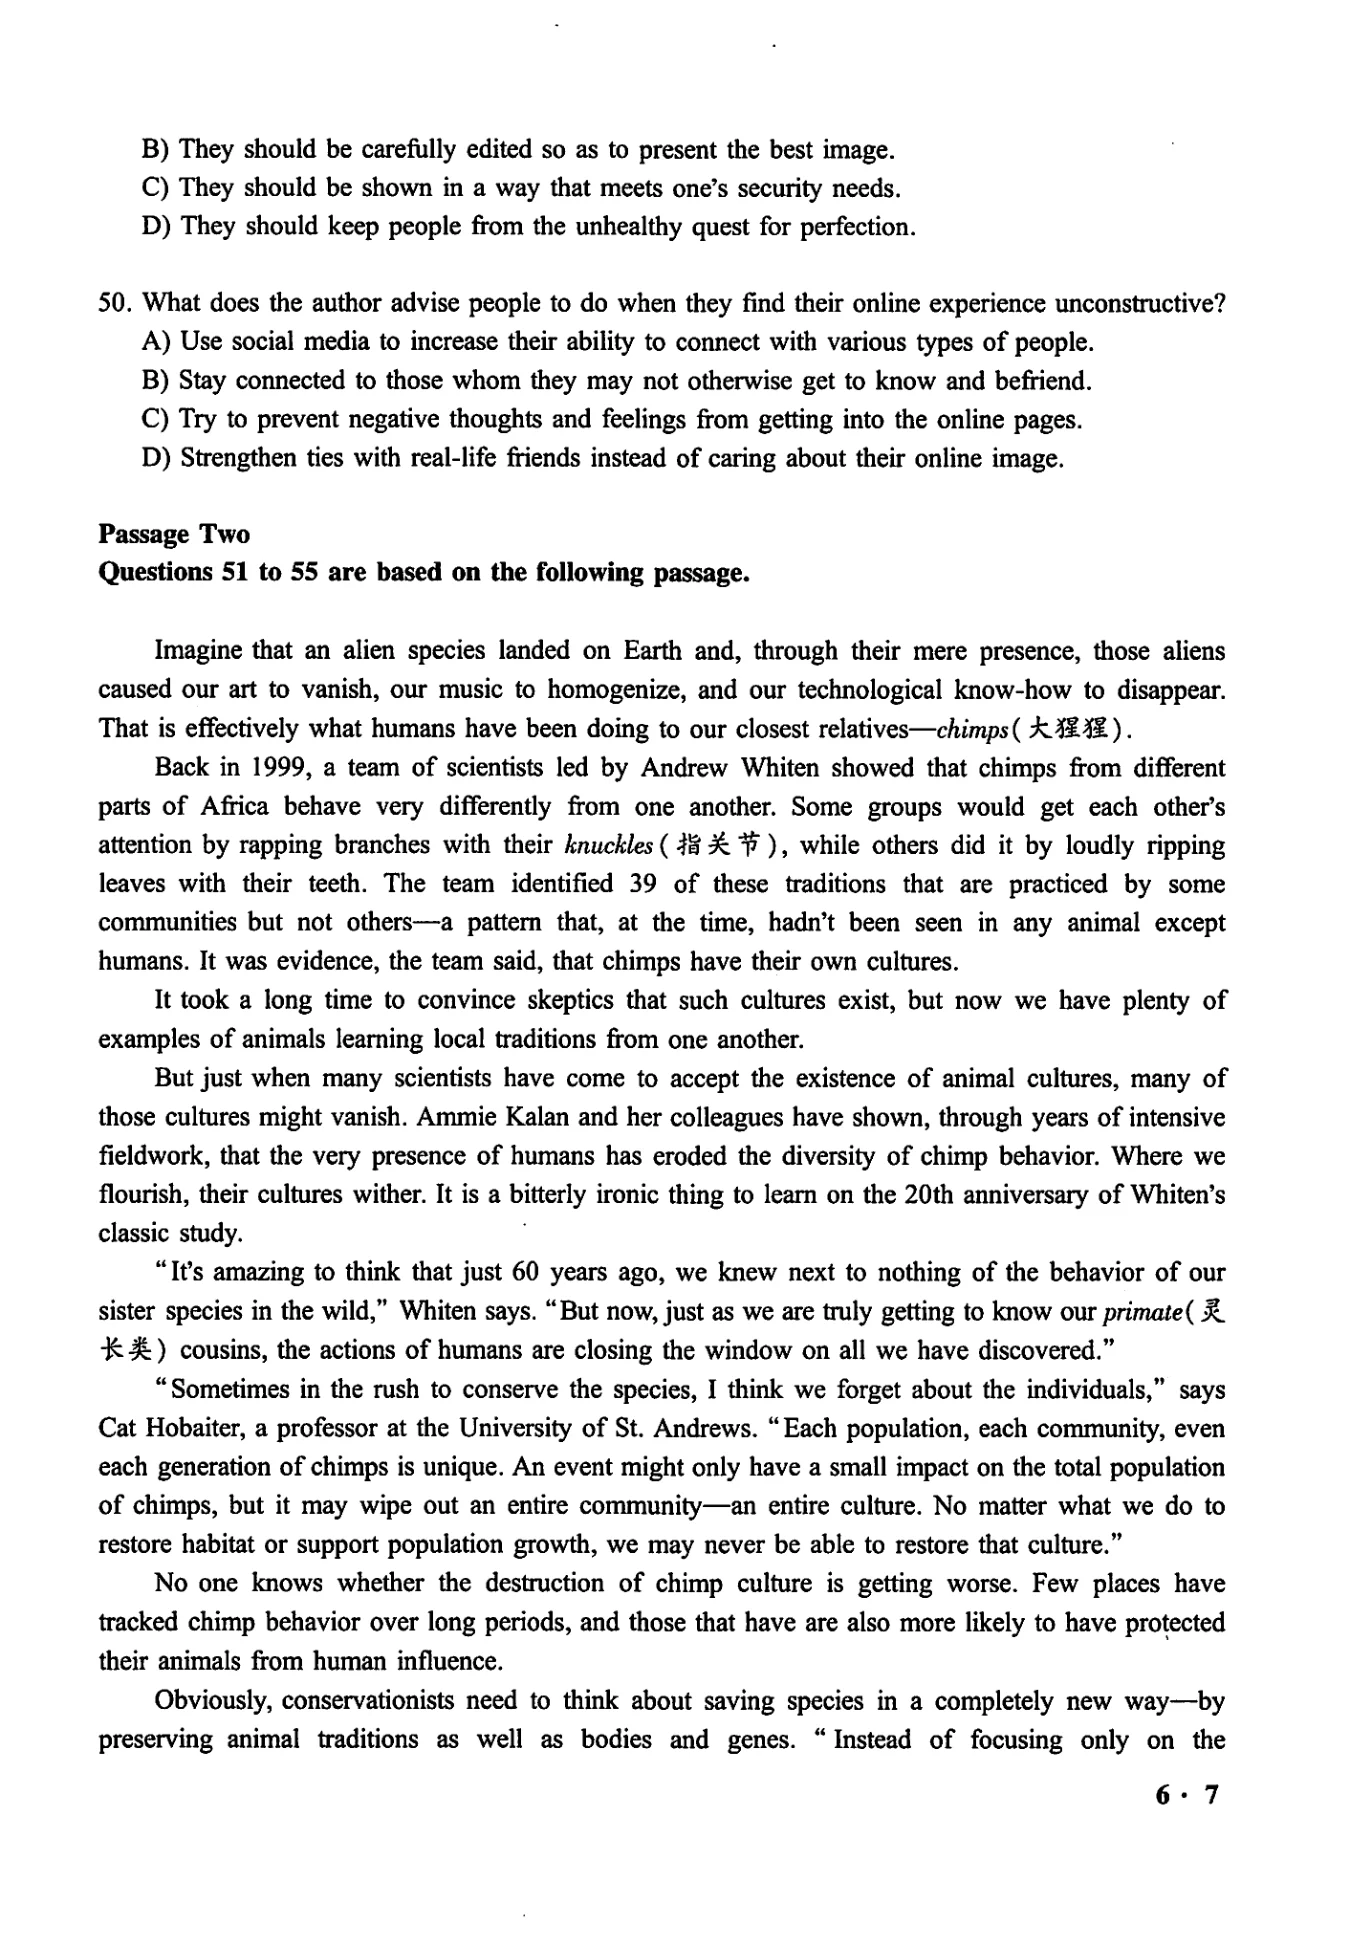 B) They should be carefully edited so as to present the best image.
C) They should be shown in a way that meets one's security needs.
D) They should keep people from the unhealthy quest for perfection.
50. What does the author advise people to do when they find their online experience unconstructive?
A) Use social media to increase their ability to connect with various types of people.
B) Stay connected to those whom they may not otherwise get to know and befriend.
C) Try to prevent negative thoughts and feelings from getting into the online pages.
D) Strengthen ties with real-life friends instead of caring about their online image.
Passage Two
Questions 51 to 55 are based on the following passage.
Imagine that an alien species landed on Earth and, through their mere presence, those aliens
caused our art to vanish, our music to homogenize, and our technological know-how to disappear.
That is effectively what humans have been doing to our closest relatives—chimps(大猩猩).
Back in 1999, a team of scientists led by Andrew Whiten showed that chimps from different
parts of Africa behave very differently from one another. Some groups would get each other's
attention by rapping branches with their knuckles(指关节), while others did it by loudly ripping
leaves with their teeth. The team identified 39 of these traditions that are practiced by some
communities but not others—a pattern that, at the time, hadn't been seen in any animal except
humans. It was evidence, the team said, that chimps have their own cultures.
It took a long time to convince skeptics that such cultures exist, but now we have plenty of
examples of animals learning local traditions from one another.
But just when many scientists have come to accept the existence of animal cultures, many of
those cultures might vanish. Ammie Kalan and her colleagues have shown, through years of intensive
fieldwork, that the very presence of humans has eroded the diversity of chimp behavior. Where we
flourish, their cultures wither. It is a bitterly ironic thing to learn on the 20th anniversary of Whiten's
classic study.
"It's amazing to think that just 60 years ago, we knew next to nothing of the behavior of our
sister species in the wild," Whiten says. "But now, just as we are truly getting to know our primate(灵
长类) cousins, the actions of humans are closing the window on all we have discovered."
"Sometimes in the rush to conserve the species, I think we forget about the individuals," says
Cat Hobaiter, a professor at the University of St. Andrews. "Each population, each community, even
each generation of chimps is unique. An event might only have a small impact on the total population
of chimps, but it may wipe out an entire community—an entire culture. No matter what we do to
restore habitat or support population growth, we may never be able to restore that culture."
No one knows whether the destruction of chimp culture is getting worse. Few places have
tracked chimp behavior over long periods, and those that have are also more likely to have protected
their animals from human influence.
Obviously, conservationists need to think about saving species in a completely new way—by
preserving animal traditions as well as bodies and genes. "Instead of focusing only on the
6·7